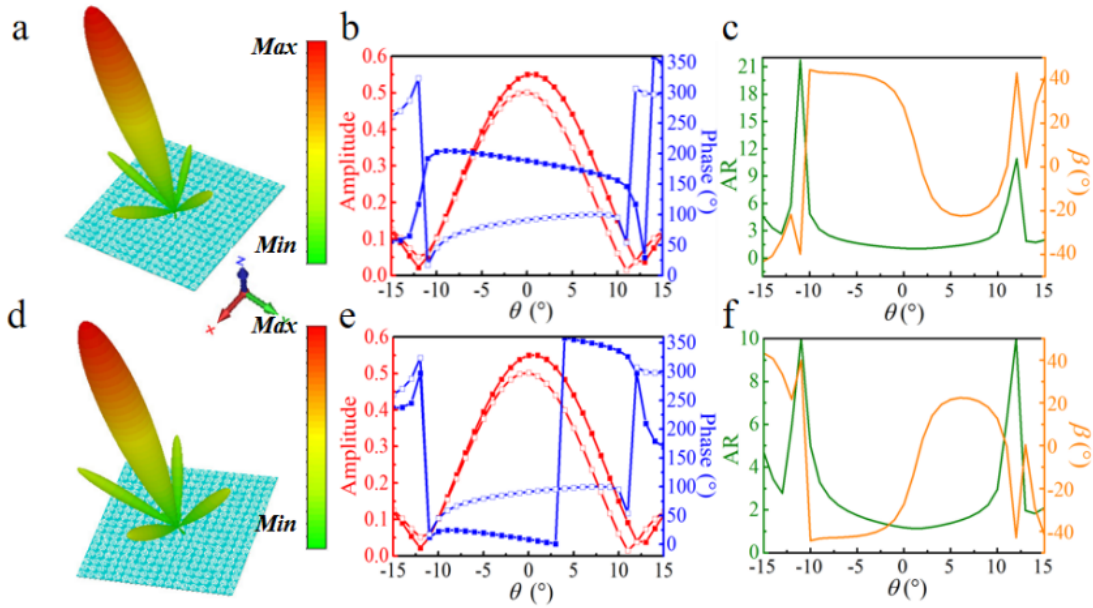 a
Max
Min
Z
X
b
0.6
0.5
0.4
0.3
0.2
0.1
0.0
Amplitude
350
300
250
200
150
100
50
0
Phase (°)
-15 -10 -5 0 5 10 15
θ (°)
c
21
18
15
12
9
6
3
0
AR
40
20
0
-20
-40
β (°)
-15 -10 -5 0 5 10 15
θ (°)
d
Max
Min
e
0.6
0.5
0.4
0.3
0.2
0.1
0.0
Amplitude
350
300
250
200
150
100
50
0
Phase (°)
-15 -10 -5 0 5 10 15
θ (°)
f
10
8
6
4
2
0
AR
40
20
0
-20
-40
β (°)
-15 -10 -5 0 5 10 15
θ (°)